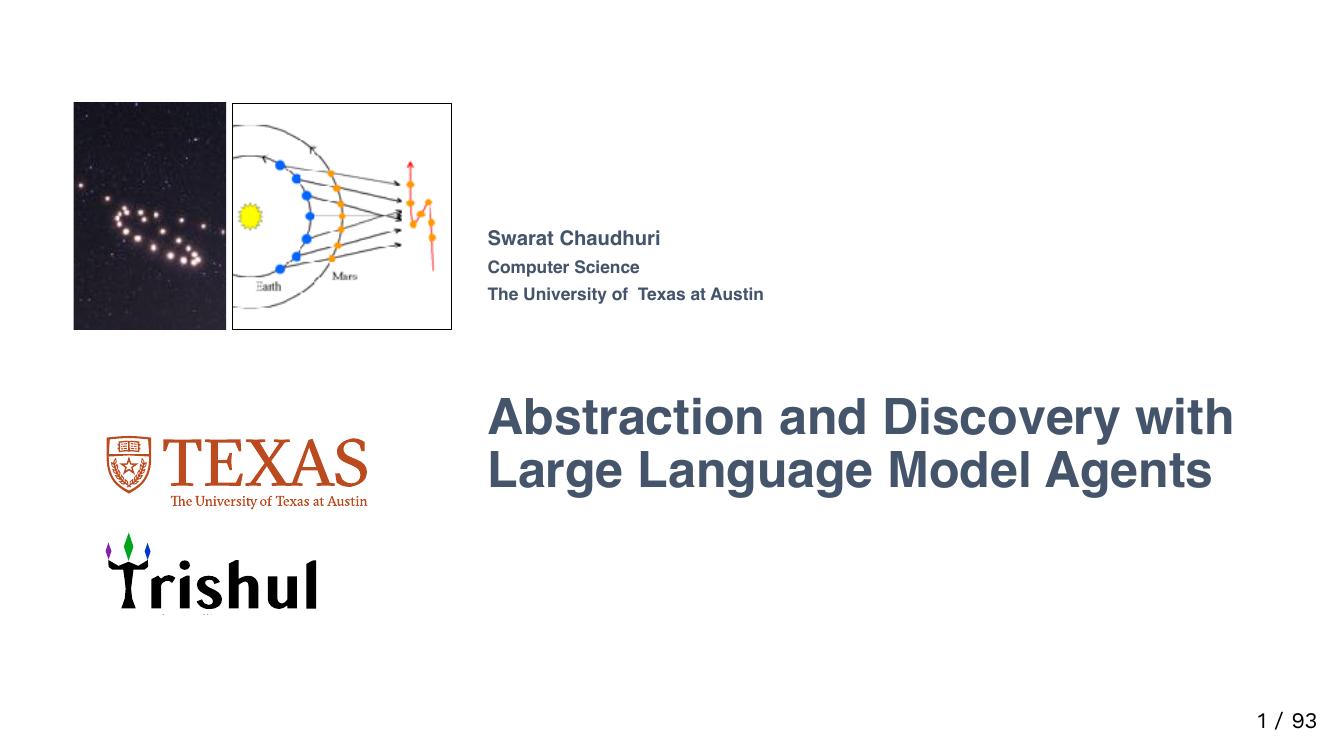 Earth
Mars
Swarat Chaudhuri
Computer Science
The University of Texas at Austin
Abstraction and Discovery with
Large Language Model Agents
TEXAS
The University of Texas at Austin
Trishul
1 / 93